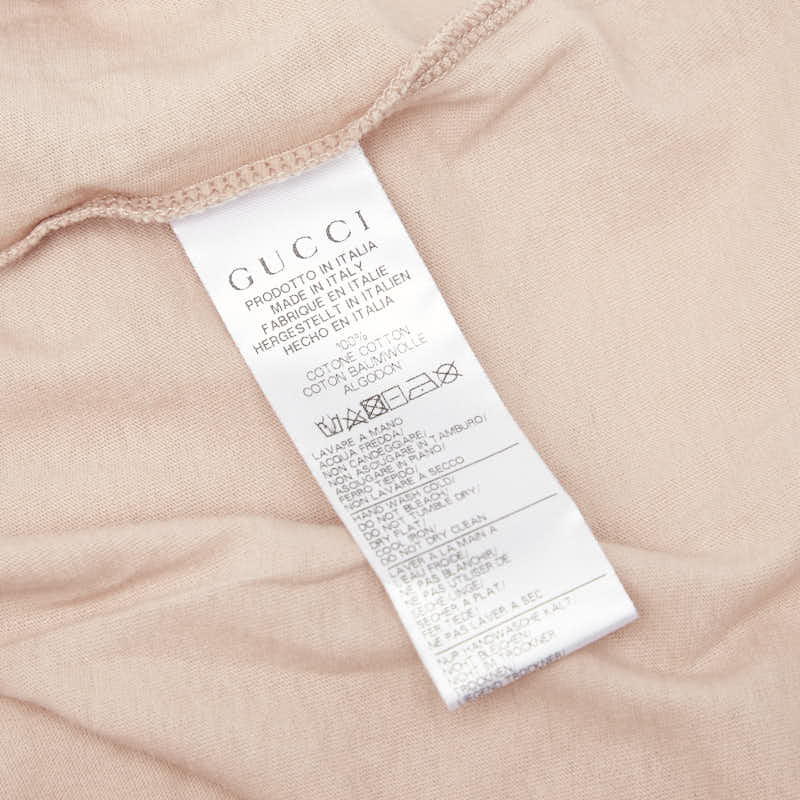 GUCCI
PRODOTTO IN ITALIA
MADE IN ITALY
FABRIQUE EN ITALIE
HERGESTELLT IN ITALIEN
HECHO EN ITALIA
100%
COTONE COTTON
COTON BAUMWOLLE
ALGODON
LAVARE A MANO
ACQUA FREDDA/
NON CANDEGGIARE/
NON ASCIUGARE IN TAMBURO/
ASCIUGARE IN PIANO/
FERRO TIEPIDO/
NON LAVARE A SECCO
HAND WASH COLD/
DO NOT BLEACH/
DO NOT TUMBLE DRY/
DRY FLAT/
COOL IRON/
DO NOT DRY CLEAN
LAVER À LA MAIN A
L'EAU FROIDE/
NE PAS BLANCHIR/
NE PAS UTILISER DE
SÈCHE LINGE/
SÉCHER A PLAT/
FER TIEDE/
NE PAS LAVER A SEC
NUR HANDWÄSCHE KALT/
NICHT BLEICHEN/
TROCKNER